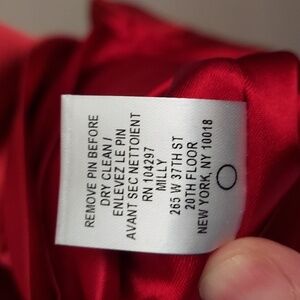 REMOVE PIN BEFORE
DRY CLEAN /
ENLEVEZ LE PIN
AVANT SEC NETTOIENT
RN 104297
MILLY
265 W 37TH ST
20TH FLOOR
NEW YORK, NY 10018